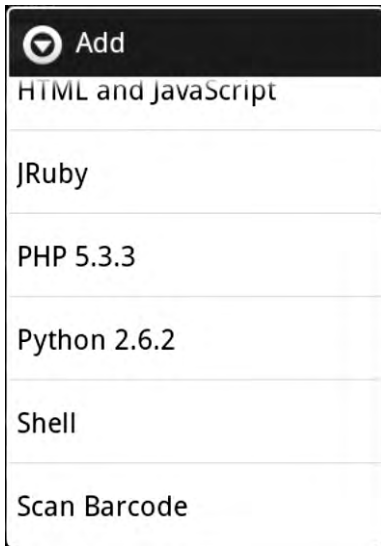 Add
HTML and JavaScript
JRuby
PHP 5.3.3
Python 2.6.2
Shell
Scan Barcode